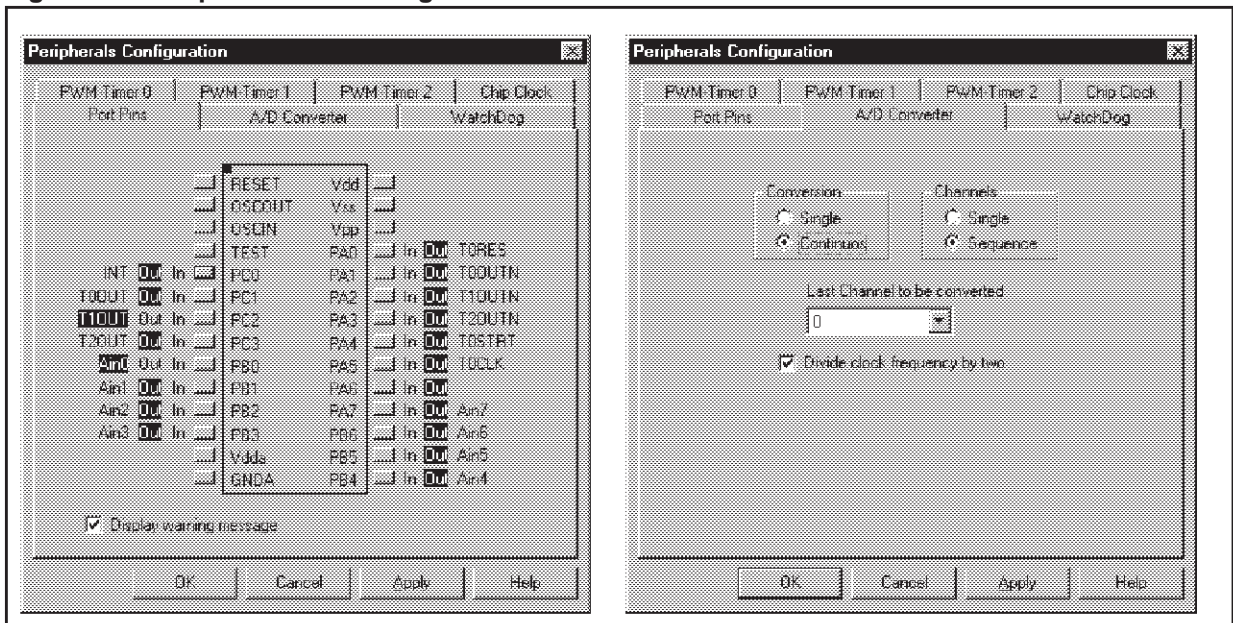 Peripherals Configuration
PWM-Timer 0 PWM-Timer 1 PWM Timer 2 Chip Clock
Port Pins A/D Converter WatchDog
RESET Vdd
OSCOUT Vss
OSCIN Vpp
TEST PA0 In Out T0RES
INT Out In PC0 PA1 In Out T0OUTN
T0OUT Out In PC1 PA2 In Out T1OUTN
T1OUT Out In PC2 PA3 In Out T2OUTN
T2OUT Out In PC3 PA4 In Out T0STRT
Ain0 Out In PB0 PA5 In Out T0CLK
Ain1 Out In PB1 PA6 In Out
Ain2 Out In PB2 PA7 In Out Ain7
Ain3 Out In PB3 PB6 In Out Ain6
Vdda PB5 In Out Ain5
GNDA PB4 In Out Ain4
Display warning message
OK Cancel Apply Help
Peripherals Configuration
PWM-Timer 0 PWM Timer 1 PWM-Timer 2 Chip Clock
Port Pins A/D Converter WatchDog
Conversion Channels
Single Single
Continuos Sequence
Last Channel to be converted
0
Divide clock frequency by two
OK Cancel Apply Help